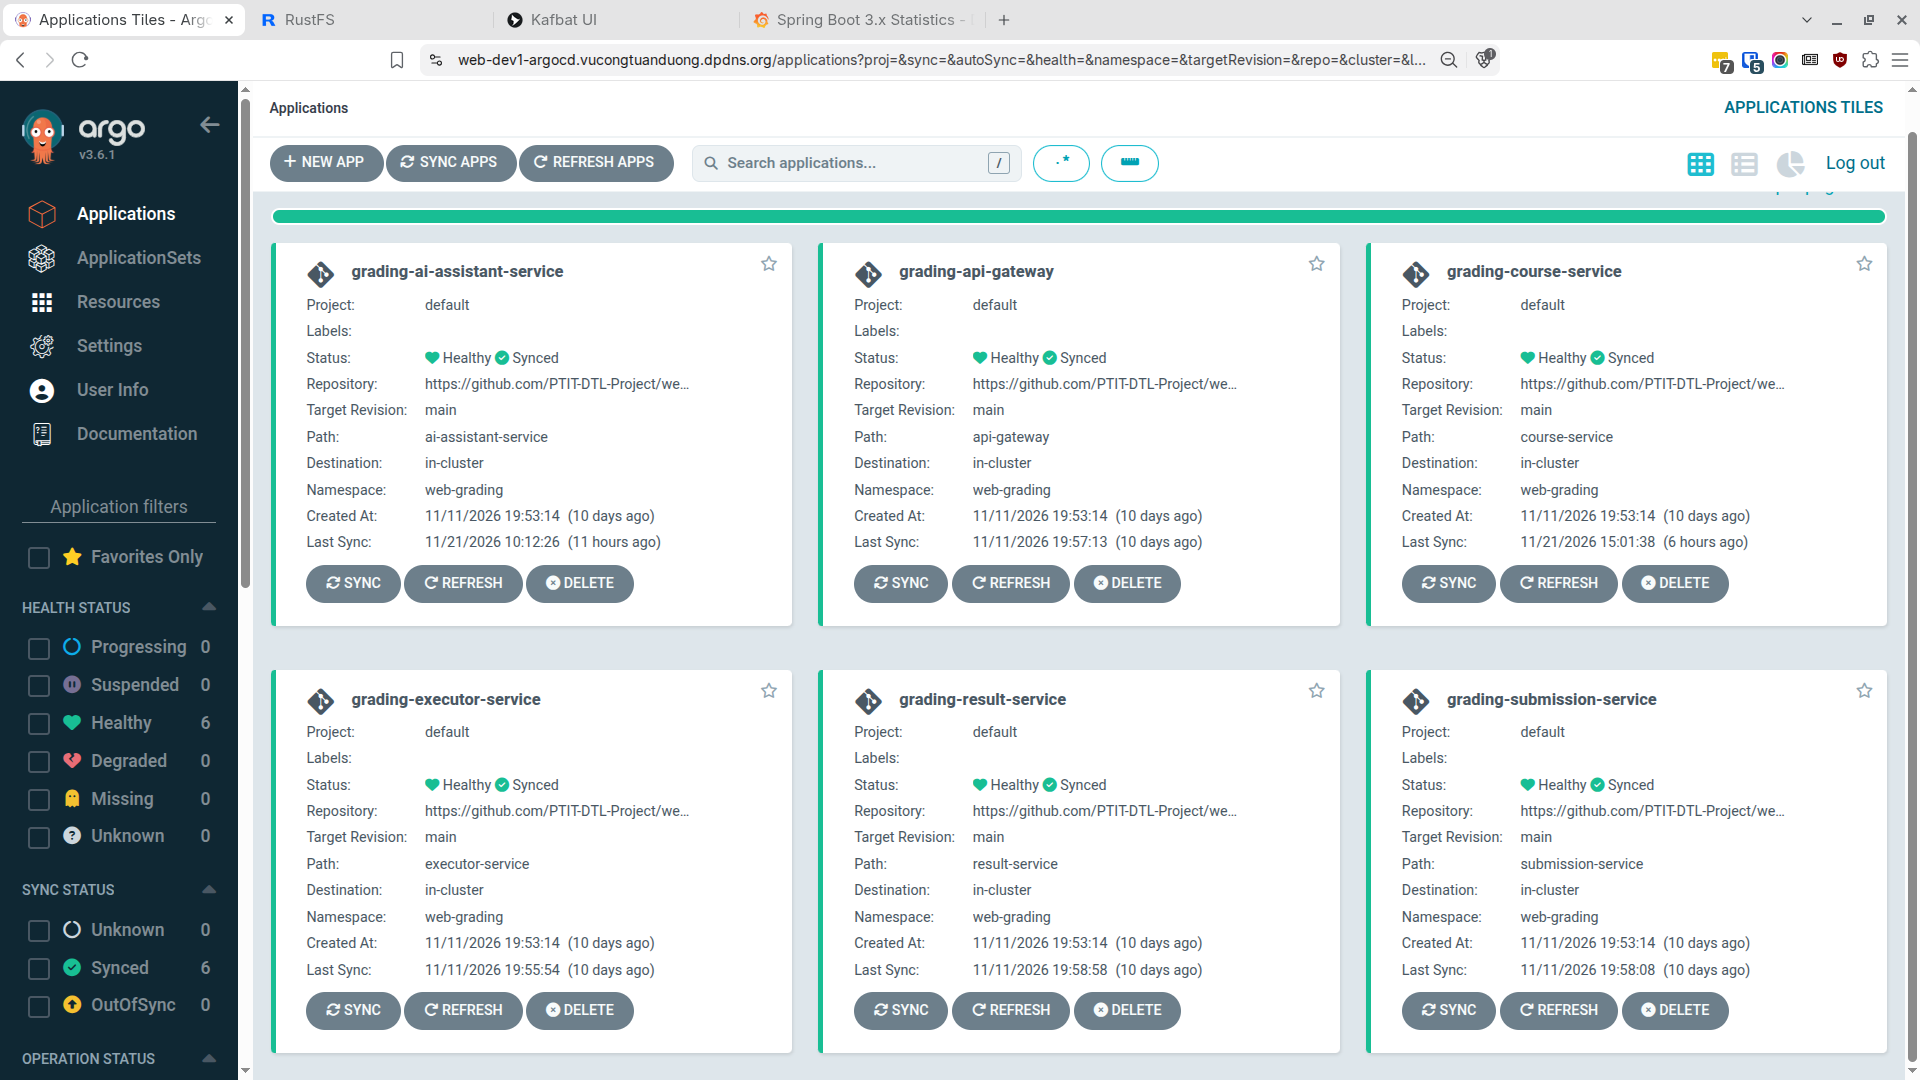 Applications Tiles - Argo
RustFS
Kafbat UI
Spring Boot 3.x Statistics -
web-dev1-argocd.vucongtuanduong.dpdns.org/applications?proj=&sync=&autoSync=&health=&namespace=&targetRevision=&repo=&cluster=&l...
1
7
5
argo
v3.6.1
Applications
ApplicationSets
Resources
Settings
User Info
Documentation
Application filters
Favorites Only
HEALTH STATUS
Progressing 0
Suspended 0
Healthy 6
Degraded 0
Missing 0
Unknown 0
SYNC STATUS
Unknown 0
Synced 6
OutOfSync 0
OPERATION STATUS
Applications
APPLICATIONS TILES
+ NEW APP
SYNC APPS
REFRESH APPS
Search applications...
/
.*
Log out
grading-ai-assistant-service
Project: default
Labels:
Status: Healthy Synced
Repository: https://github.com/PTIT-DTL-Project/we...
Target Revision: main
Path: ai-assistant-service
Destination: in-cluster
Namespace: web-grading
Created At: 11/11/2026 19:53:14 (10 days ago)
Last Sync: 11/21/2026 10:12:26 (11 hours ago)
SYNC REFRESH DELETE
grading-api-gateway
Project: default
Labels:
Status: Healthy Synced
Repository: https://github.com/PTIT-DTL-Project/we...
Target Revision: main
Path: api-gateway
Destination: in-cluster
Namespace: web-grading
Created At: 11/11/2026 19:53:14 (10 days ago)
Last Sync: 11/11/2026 19:57:13 (10 days ago)
SYNC REFRESH DELETE
grading-course-service
Project: default
Labels:
Status: Healthy Synced
Repository: https://github.com/PTIT-DTL-Project/we...
Target Revision: main
Path: course-service
Destination: in-cluster
Namespace: web-grading
Created At: 11/11/2026 19:53:14 (10 days ago)
Last Sync: 11/21/2026 15:01:38 (6 hours ago)
SYNC REFRESH DELETE
grading-executor-service
Project: default
Labels:
Status: Healthy Synced
Repository: https://github.com/PTIT-DTL-Project/we...
Target Revision: main
Path: executor-service
Destination: in-cluster
Namespace: web-grading
Created At: 11/11/2026 19:53:14 (10 days ago)
Last Sync: 11/11/2026 19:55:54 (10 days ago)
SYNC REFRESH DELETE
grading-result-service
Project: default
Labels:
Status: Healthy Synced
Repository: https://github.com/PTIT-DTL-Project/we...
Target Revision: main
Path: result-service
Destination: in-cluster
Namespace: web-grading
Created At: 11/11/2026 19:53:14 (10 days ago)
Last Sync: 11/11/2026 19:58:58 (10 days ago)
SYNC REFRESH DELETE
grading-submission-service
Project: default
Labels:
Status: Healthy Synced
Repository: https://github.com/PTIT-DTL-Project/we...
Target Revision: main
Path: submission-service
Destination: in-cluster
Namespace: web-grading
Created At: 11/11/2026 19:53:14 (10 days ago)
Last Sync: 11/11/2026 19:58:08 (10 days ago)
SYNC REFRESH DELETE